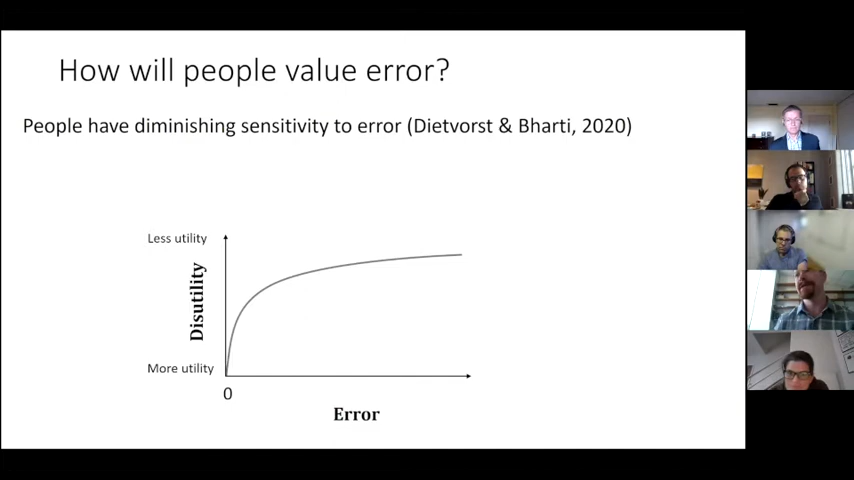 How will people value error?
People have diminishing sensitivity to error (Dietvorst & Bharti, 2020)
Less utility
Disutility
More utility
0
Error